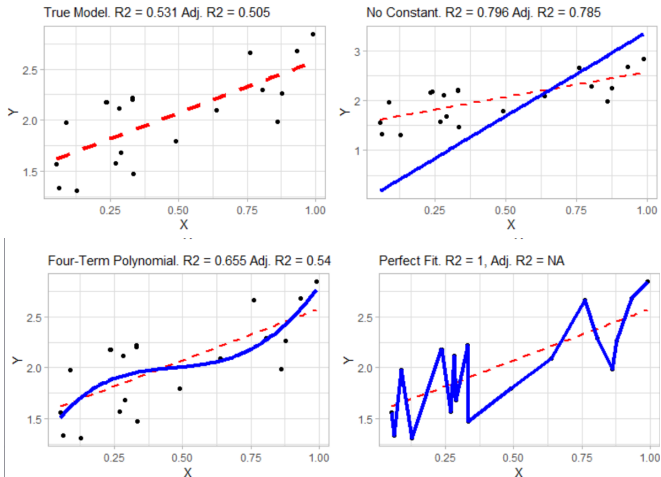 True Model. R2 = 0.531 Adj. R2 = 0.505
2.5
2.0
1.5
Y
0.25
0.50
0.75
1.00
X
No Constant. R2 = 0.796 Adj. R2 = 0.785
3
2
1
Y
0.25
0.50
0.75
1.00
X
Four-Term Polynomial. R2 = 0.655 Adj. R2 = 0.54
2.5
2.0
1.5
Y
0.25
0.50
0.75
1.00
X
Perfect Fit. R2 = 1, Adj. R2 = NA
2.5
2.0
1.5
Y
0.25
0.50
0.75
1.00
X